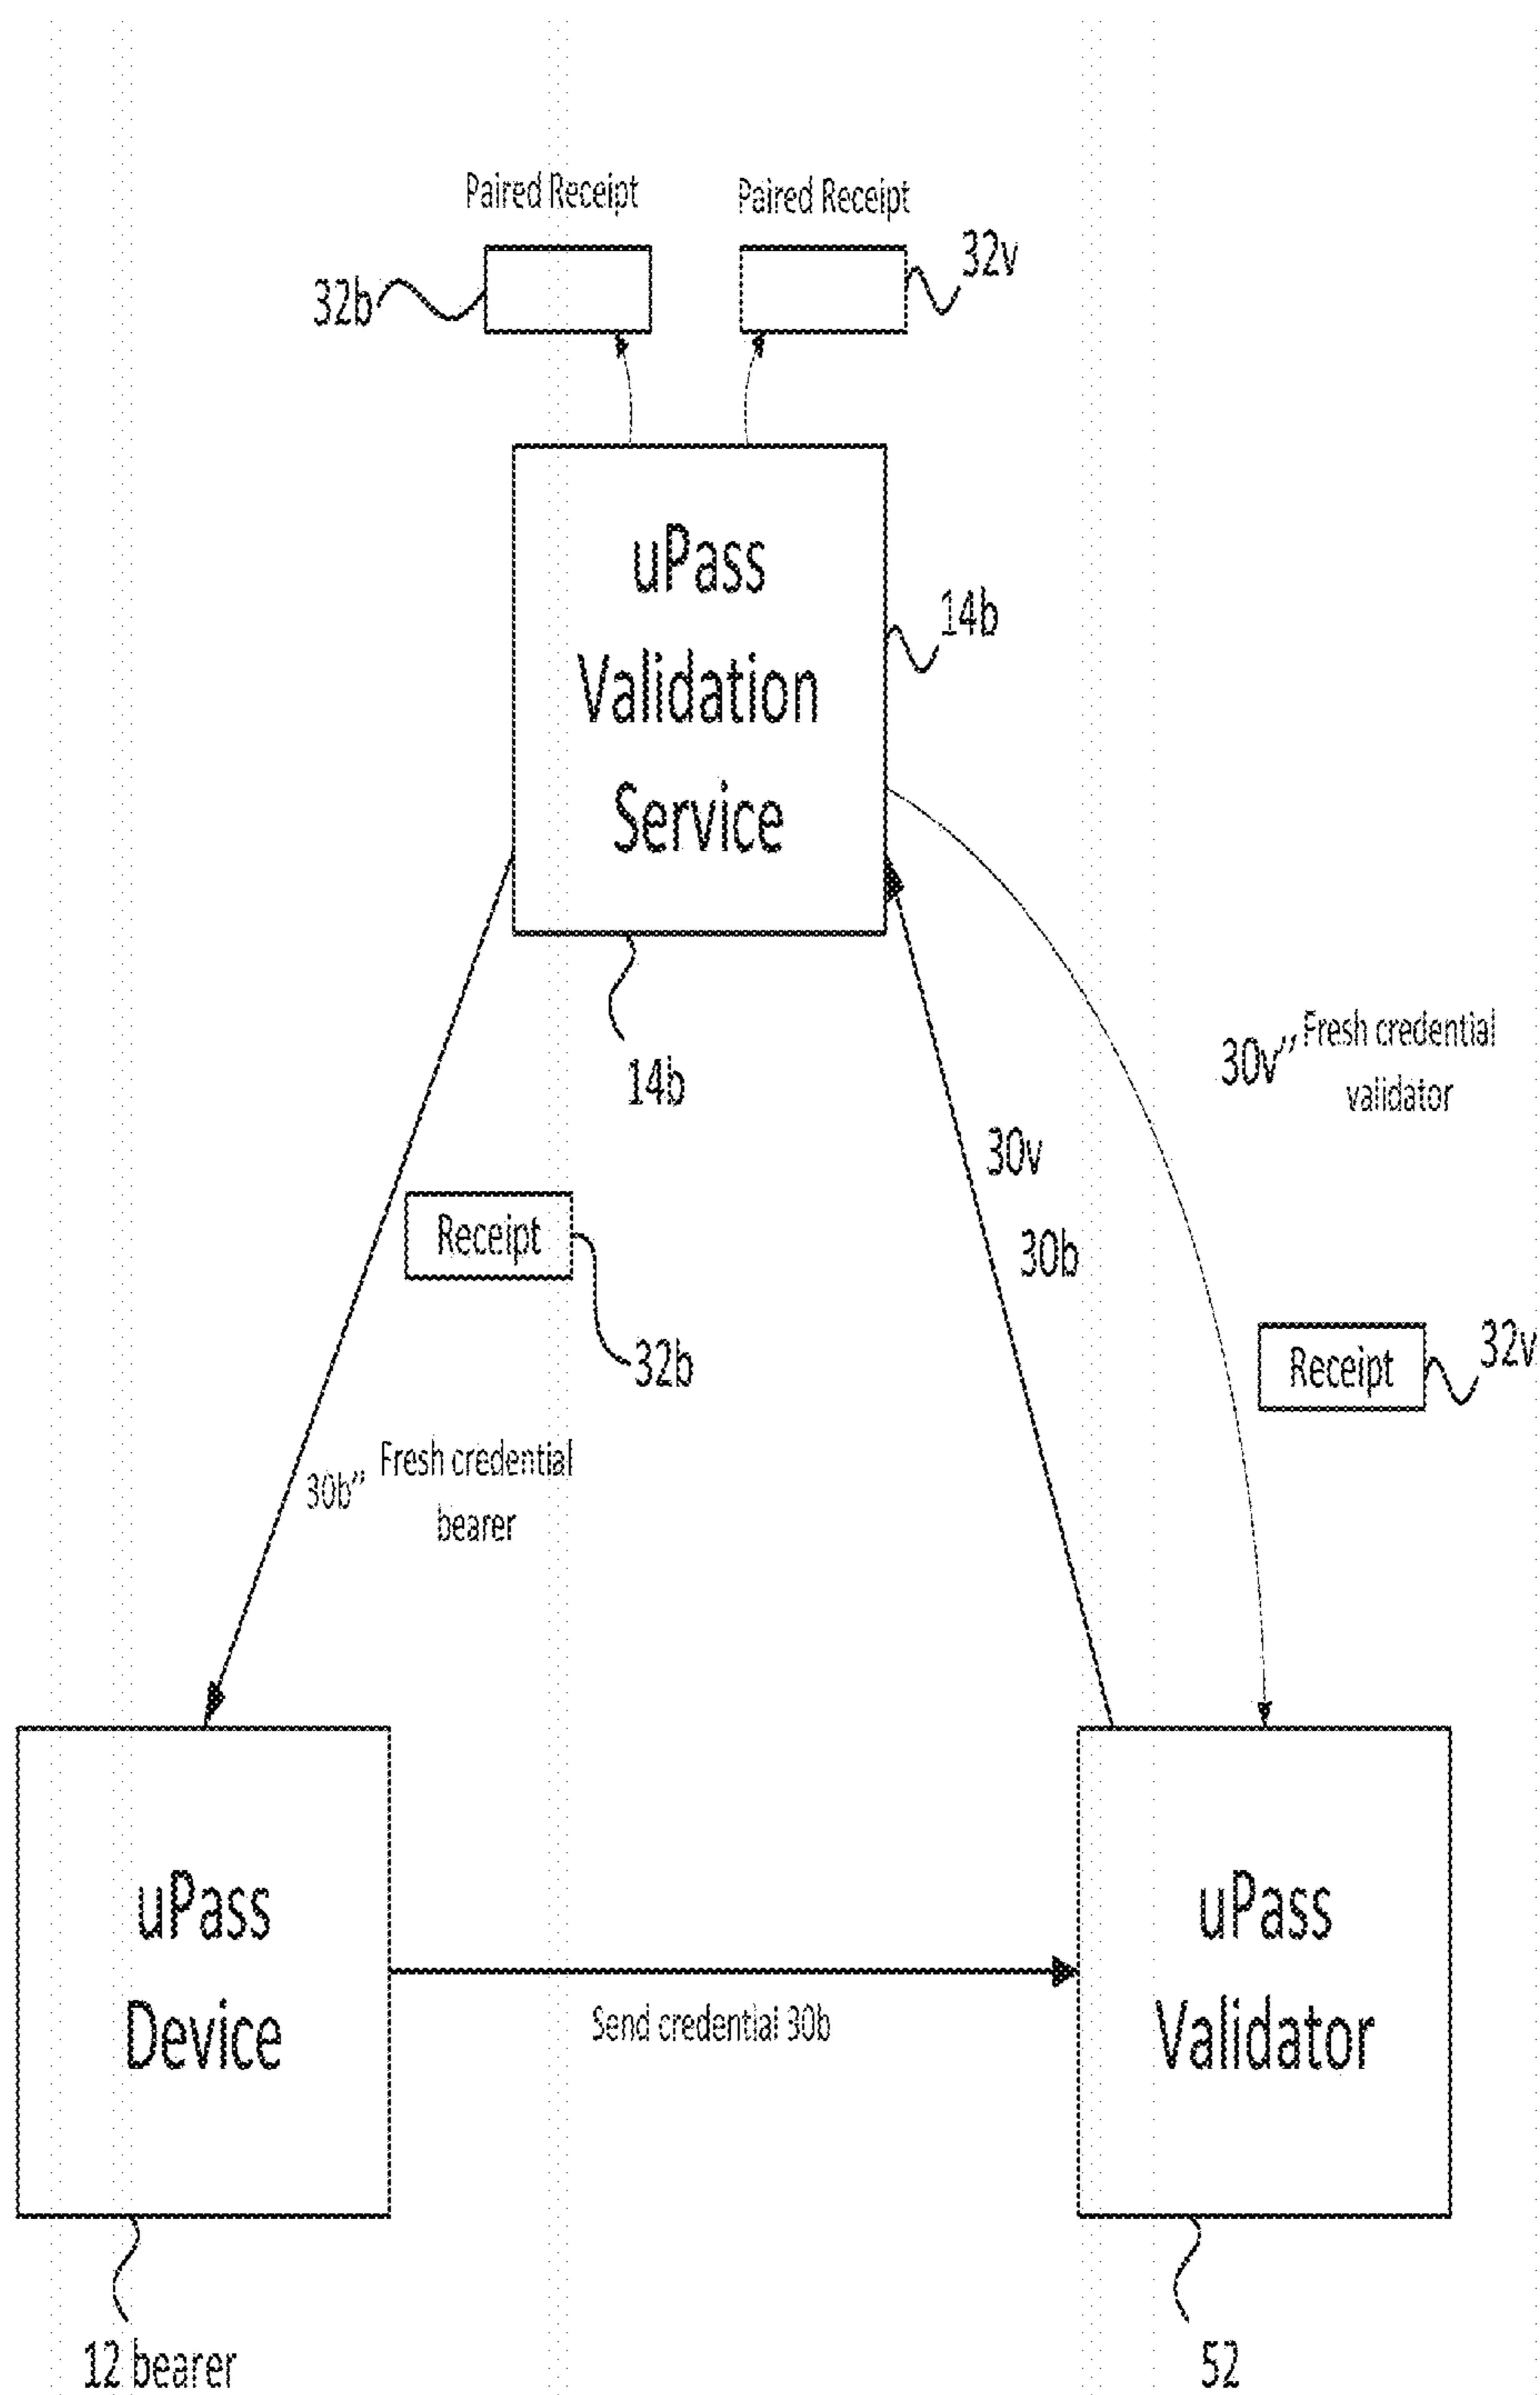 Paired Receipt
Paired Receipt
32b
32v
uPass
Validation
Service
14b
14b
30v” Fresh credential
validator
30v
30b
Receipt
32b
Receipt
32v
30b” Fresh credential
bearer
uPass
Device
uPass
Validator
Send credential 30b
12 bearer
52